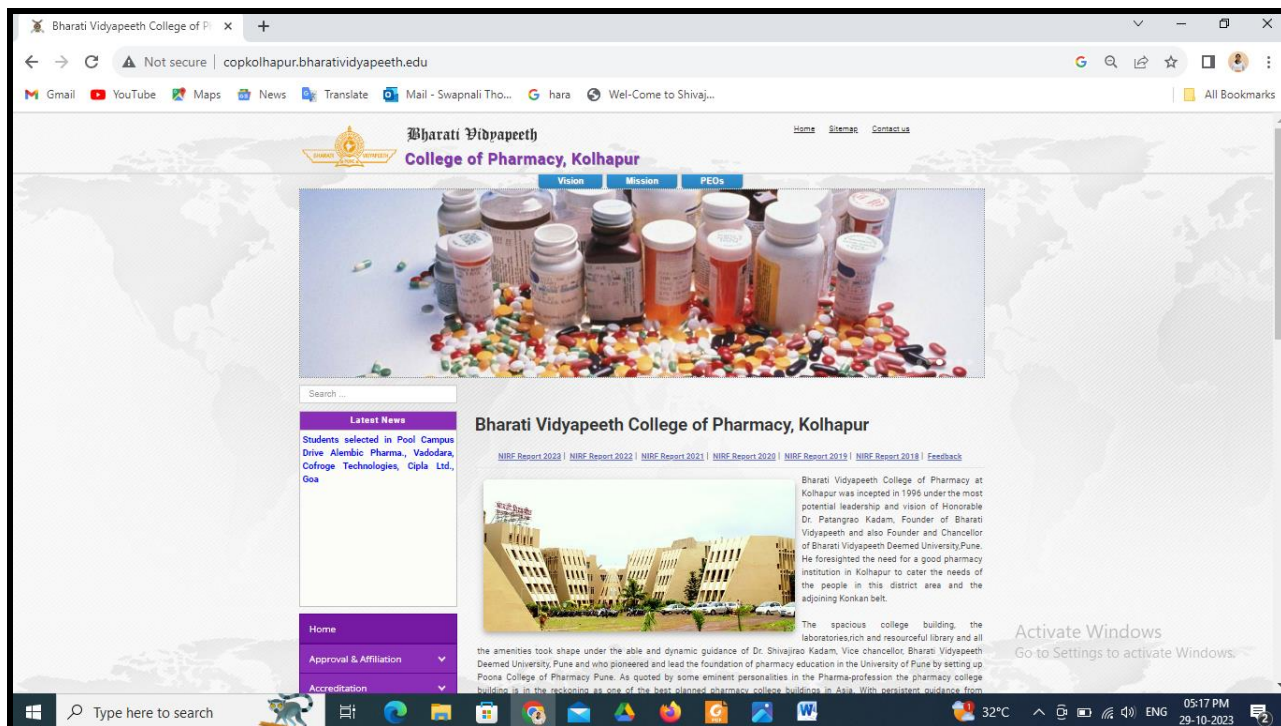 Bharati Vidyapeeth College of P
Not secure | copkolhapur.bharatividyapeeth.edu
Gmail YouTube Maps News Translate Mail - Swapnali Tho... hara Wel-Come to Shivaj... All Bookmarks
Bharati Vidyapeeth
College of Pharmacy, Kolhapur
Home Sitemap Contact us
Vision Mission PEOs
Search ...
Latest News
Students selected in Pool Campus
Drive Alembic Pharma., Vadodara,
Cofroge Technologies, Cipla Ltd.,
Goa
Home
Approval & Affiliation
Accreditation
Bharati Vidyapeeth College of Pharmacy, Kolhapur
NIRF Report 2023 | NIRF Report 2022 | NIRF Report 2021 | NIRF Report 2020 | NIRF Report 2019 | NIRF Report 2018 | Feedback
Bharati Vidyapeeth College of Pharmacy at
Kolhapur was incepted in 1996 under the most
potential leadership and vision of Honorable
Dr. Patangrao Kadam, Founder of Bharati
Vidyapeeth and also Founder and Chancellor
of Bharati Vidyapeeth Deemed University,Pune.
He foresighted the need for a good pharmacy
institution in Kolhapur to cater the needs of
the people in this district area and the
adjoining Konkan belt.
The spacious college building, the
laboratories,rich and resourceful library and all
the amenities took shape under the able and dynamic guidance of Dr. Shivajirao Kadam, Vice chancellor, Bharati Vidyapeeth
Deemed University, Pune and who pioneered and lead the foundation of pharmacy education in the University of Pune by setting up
Poona College of Pharmacy Pune. As quoted by some eminent personalities in the Pharma-profession the pharmacy college
building is in the reckoning as one of the best planned pharmacy college buildings in Asia. With persistent guidance from
Activate Windows
Go to Settings to activate Windows.
Type here to search
32°C
ENG
05:17 PM
29-10-2023